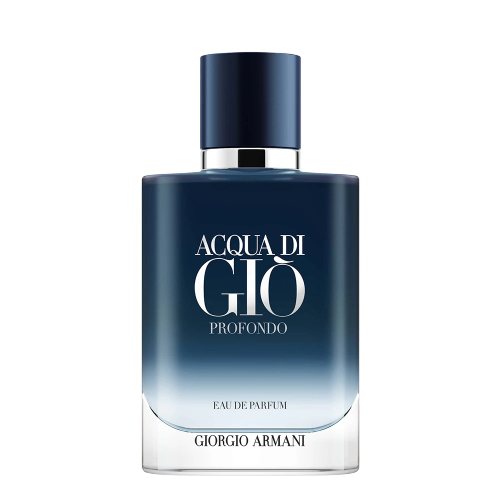 ACQUA DI
GIÒ
PROFONDO
EAU DE PARFUM
GIORGIO ARMANI